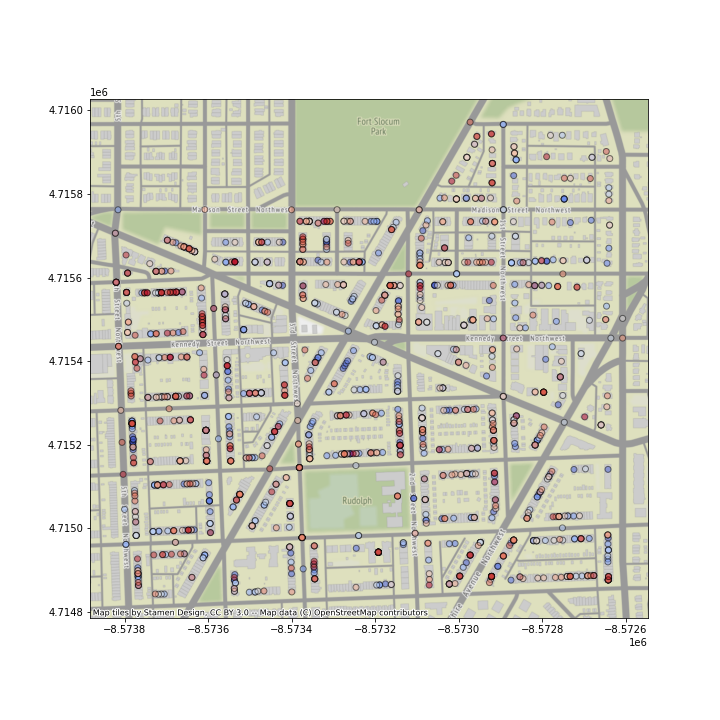 1e6
4.7160
4.7158
4.7156
4.7154
4.7152
4.7150
4.7148
Fort Slocum
Park
Madison Street Northwest
Madison Street Northwest
Kennedy Street Northwest
Kennedy Street Northwest
Rudolph
Map tiles by Stamen Design, CC BY 3.0 -- Map data (C) OpenStreetMap contributors
−8.5738
−8.5736
−8.5734
−8.5732
−8.5730
−8.5728
−8.5726
1e6